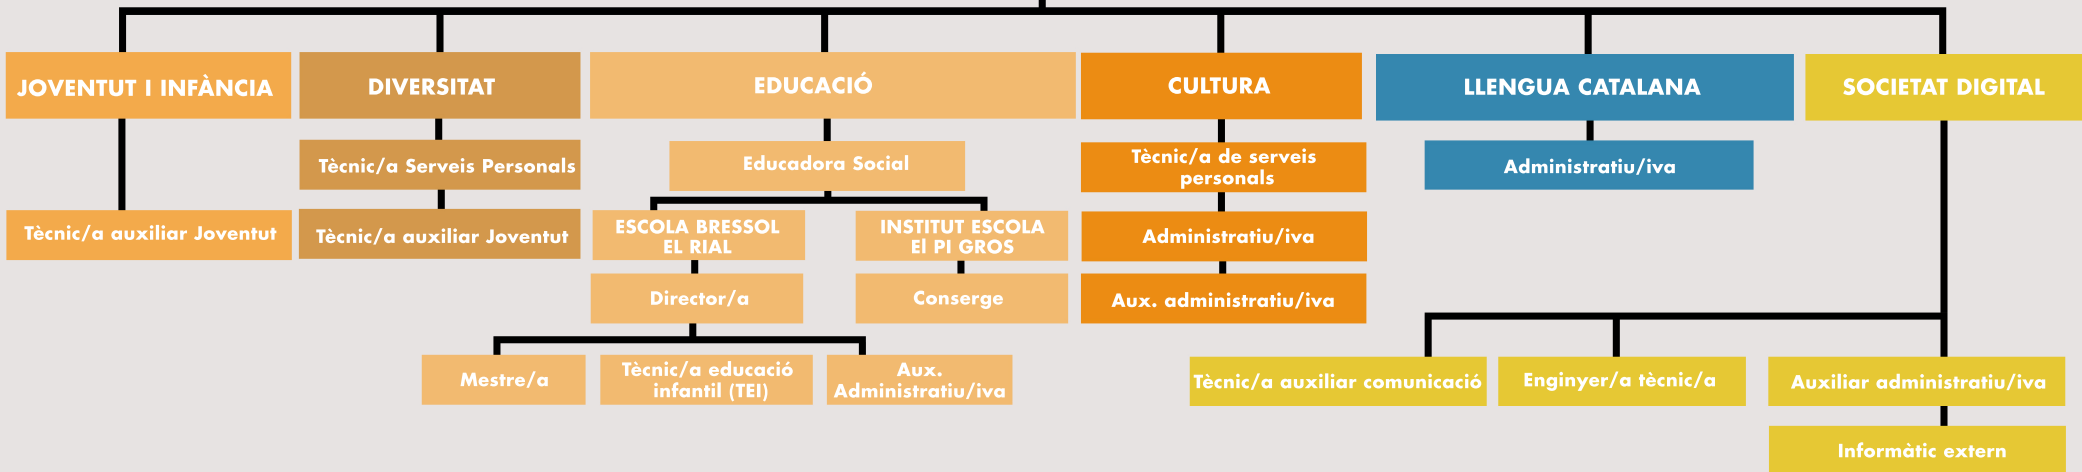 JOVENTUT I INFÀNCIA
DIVERSITAT
EDUCACIÓ
CULTURA
LLENGUA CATALANA
SOCIETAT DIGITAL
Tècnic/a auxiliar Joventut
Tècnic/a Serveis Personals
Tècnic/a auxiliar Joventut
Educadora Social
ESCOLA BRESSOL
EL RIAL
Director/a
Mestre/a
Tècnic/a educació
infantil (TEI)
Aux.
Administratiu/iva
INSTITUT ESCOLA
El PI GROS
Conserge
Tècnic/a de serveis
personals
Administratiu/iva
Aux. administratiu/iva
Administratiu/iva
Tècnic/a auxiliar comunicació
Enginyer/a tècnic/a
Auxiliar administratiu/iva
Informàtic extern